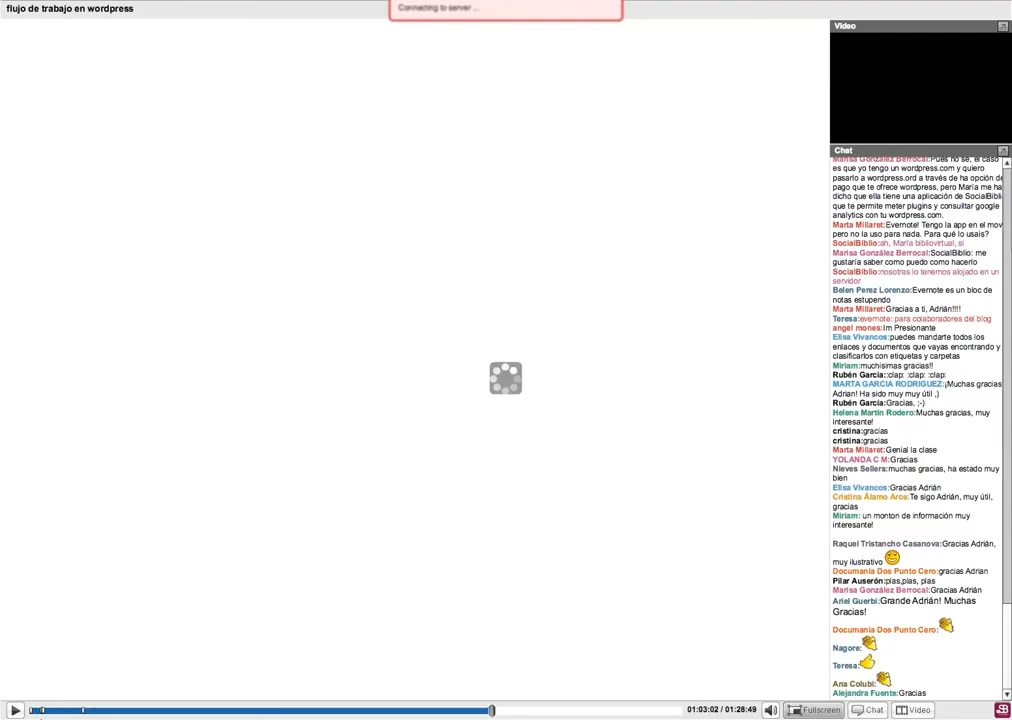 flujo de trabajo en wordpress
Connecting to server ...
Video
Chat
Marisa González Berrocal:Pues no sé, el caso
es que yo tengo un wordpress.com y quiero
pasarlo a wordpress.ord a través de ha opción de
pago que te ofrece wordpress, pero María me ha
dicho que ella tiene una aplicación de SocialBibli
que te permite meter plugins y consultar google
analytics con tu wordpress.com.
Marta Millaret:Evernote! Tengo la app en el mov
pero no la uso para nada. Para qué lo usais?
SocialBiblio:ah, María bibliovirtual, si
Marisa González Berrocal:SocialBiblio: me
gustaría saber como puedo como hacerlo
SocialBiblio:nosotras lo tenemos alojado en un
servidor
Belen Perez Lorenzo:Evernote es un bloc de
notas estupendo
Marta Millaret:Gracias a ti, Adrián!!!!
Teresa:evernote: para colaboradores del blog
angel mones:Im Presionante
Elisa Vivancos:puedes mandarte todos los
enlaces y documentos que vayas encontrando y
clasificarlos con etiquetas y carpetas
Miriam:muchisimas gracias!!
Rubén García::clap: :clap: :clap:
MARTA GARCIA RODRIGUEZ:¡Muchas gracias
Adrian! Ha sido muy muy útil ,)
Rubén García:Gracias, ;-)
Helena Martín Rodero:Muchas gracias, muy
interesante!
cristina:gracias
cristina:gracias
Marta Millaret:Genial la clase
YOLANDA C M:Gracias
Nieves Sellers:muchas gracias, ha estado muy
bien
Elisa Vivancos:Gracias Adrián
Cristina Álamo Arce:Te sigo Adrián, muy útil,
gracias
Miriam: un monton de información muy
interesante!
Raquel Tristancho Casanova:Gracias Adrián,
muy ilustrativo
Documania Dos Punto Cero:gracias Adrian
Pilar Auserón:plas,plas, plas
Marisa González Berrocal:Gracias Adrián
Ariel Guerbi:Grande Adrián! Muchas
Gracias!
Documania Dos Punto Cero:
Nagore:
Teresa:
Ana Colubi:
Alejandra Fuente:Gracias
01:03:02 / 01:28:49
Fullscreen
Chat
Video
SB